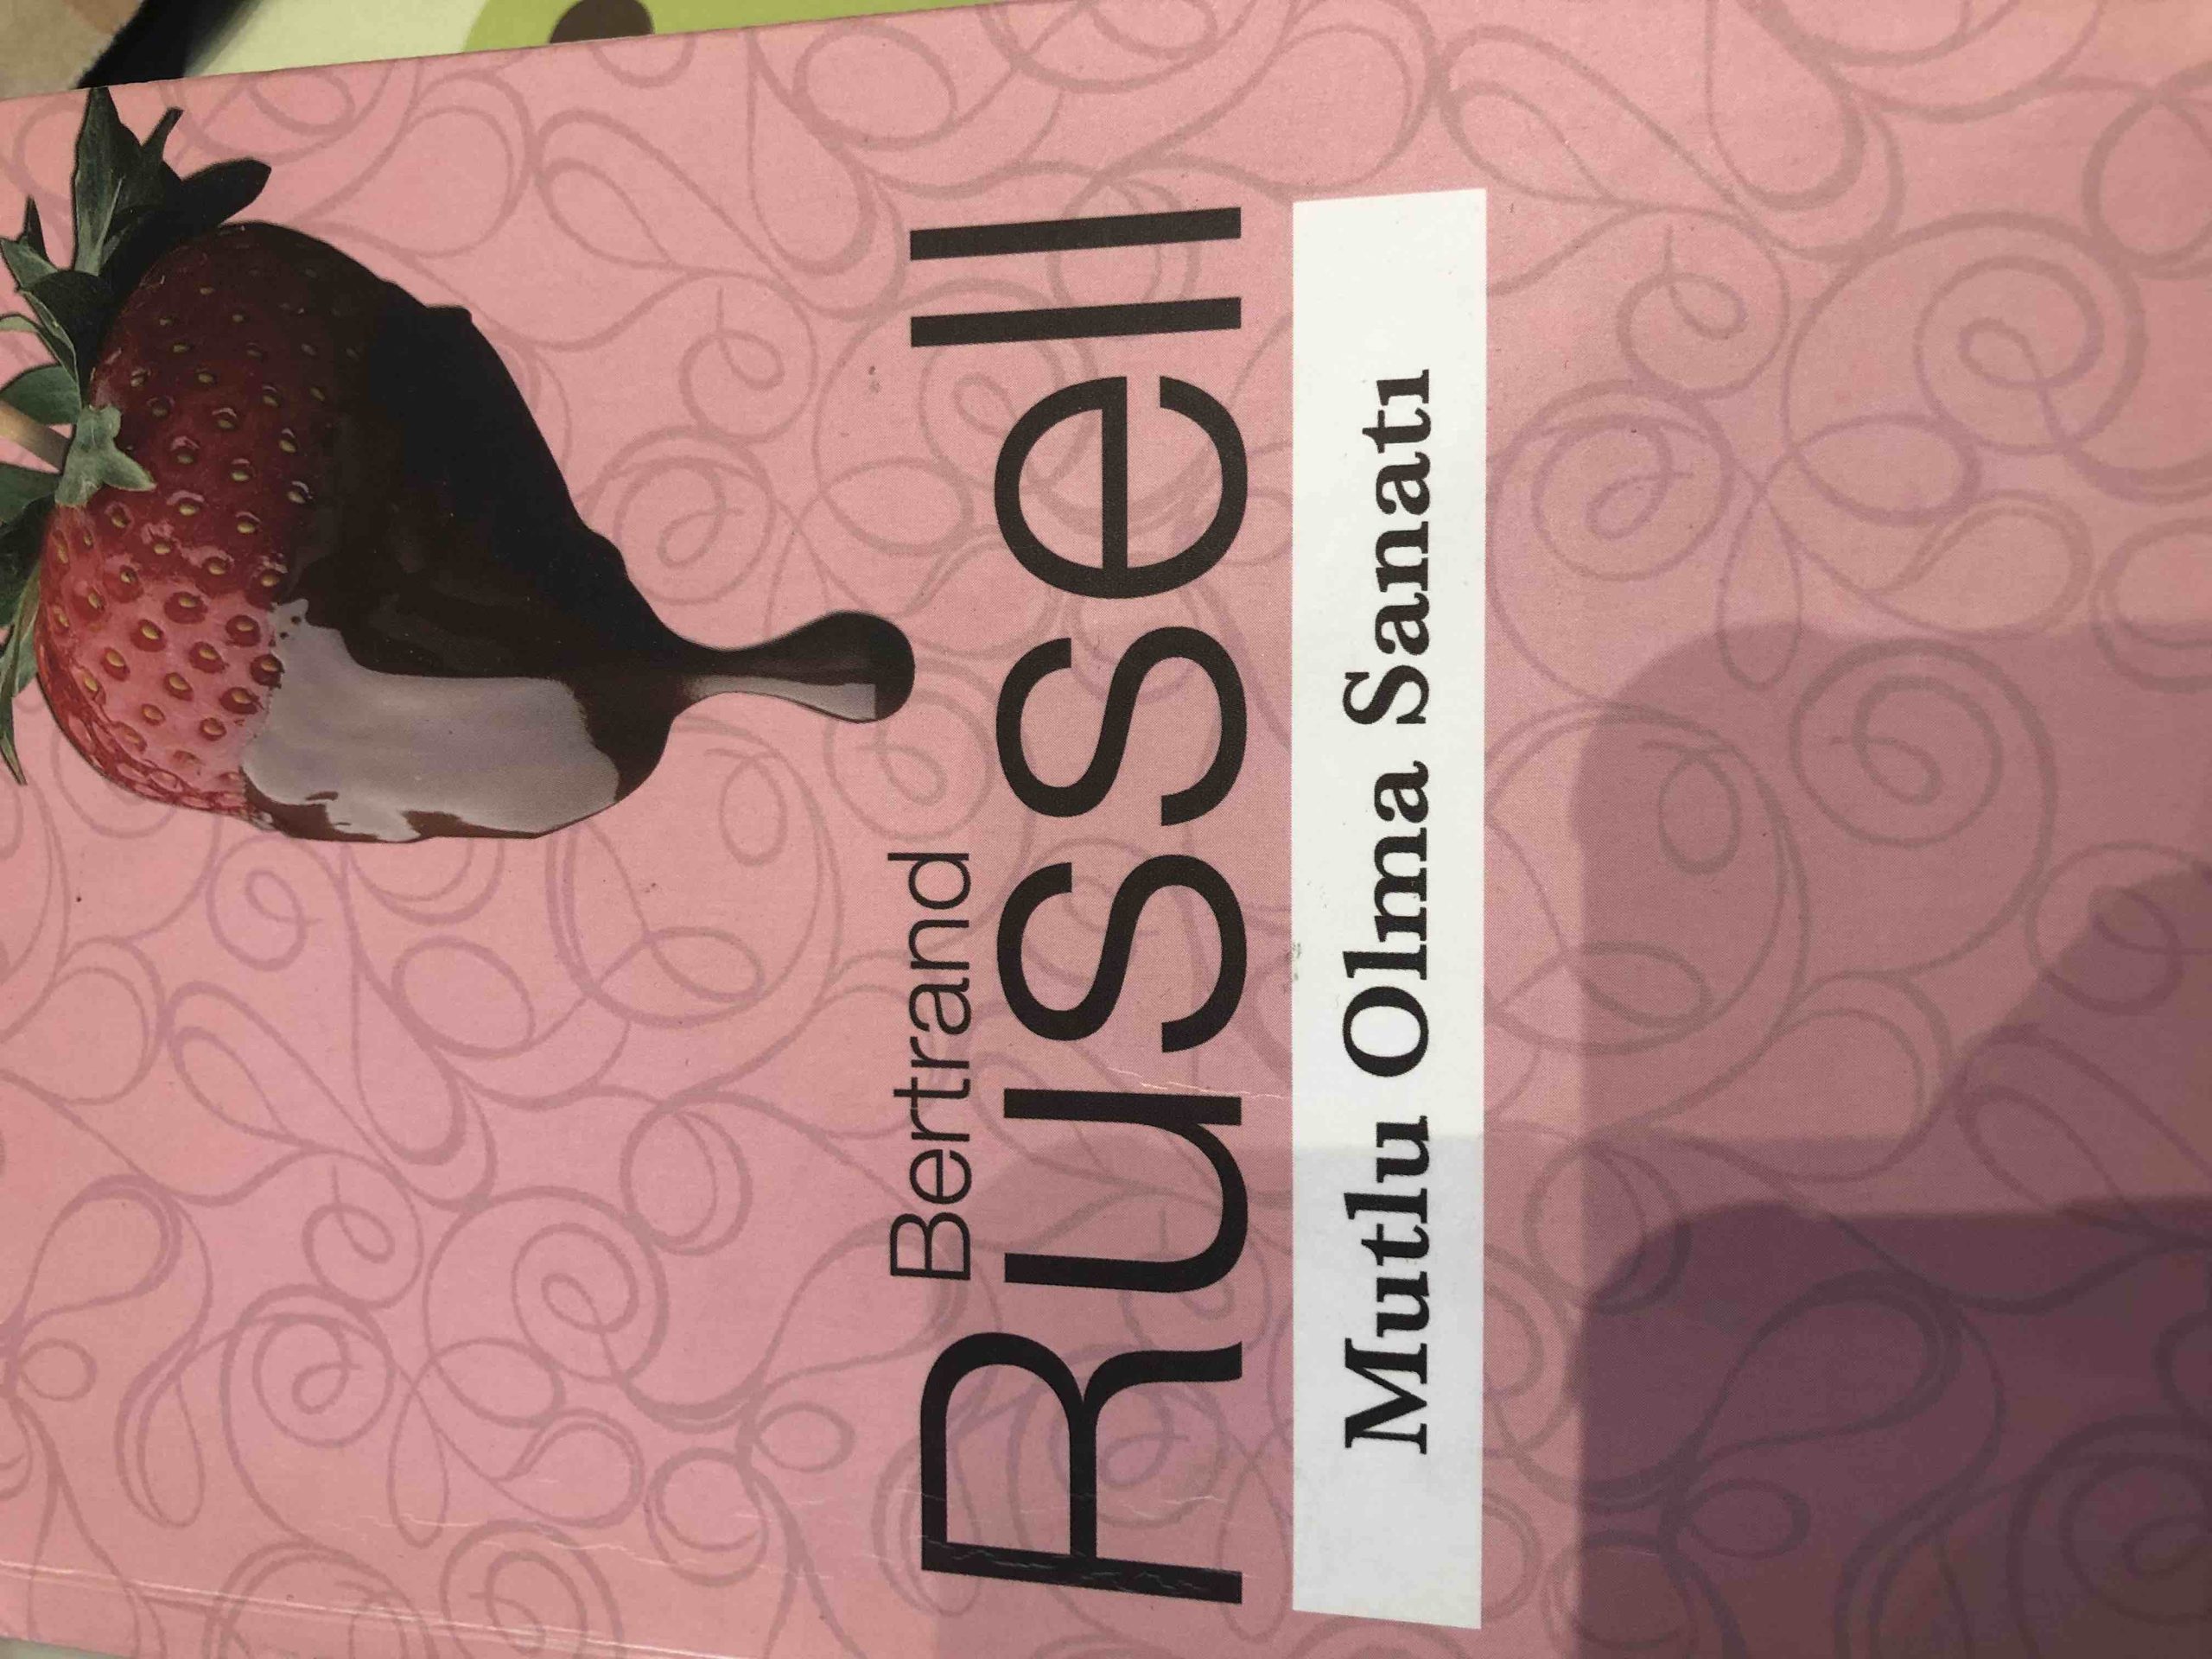 Bertrand
Russell
Mutlu Olma Sanatı